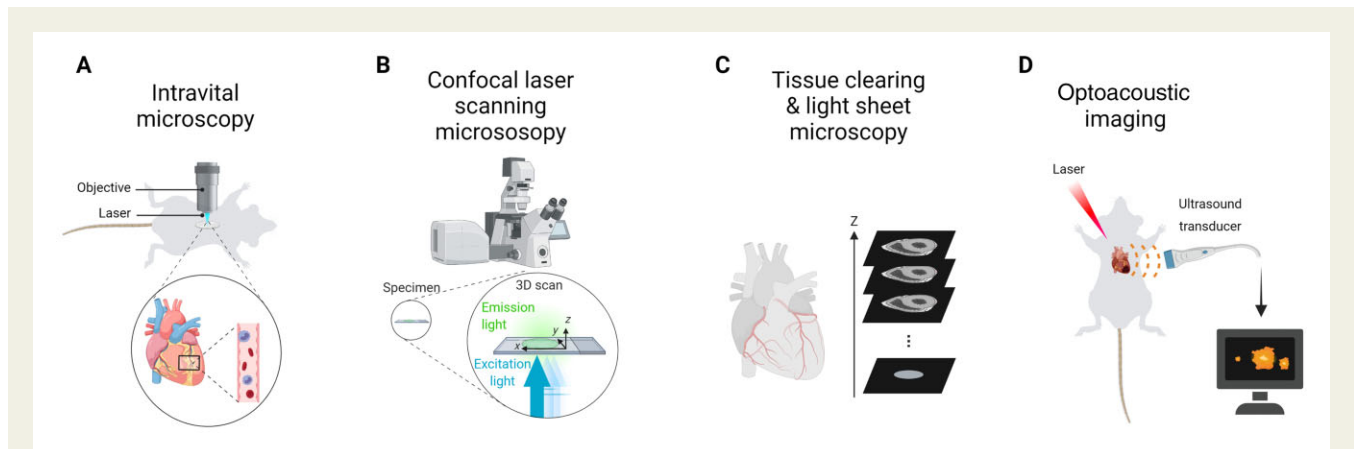 A
Intravital
microscopy
Objective
Laser
B
Confocal laser
scanning
micrososopy
Specimen
3D scan
Emission
light
z
y
x
Excitation
light
C
Tissue clearing
& light sheet
microscopy
Z
...
D
Optoacoustic
imaging
Laser
Ultrasound
transducer